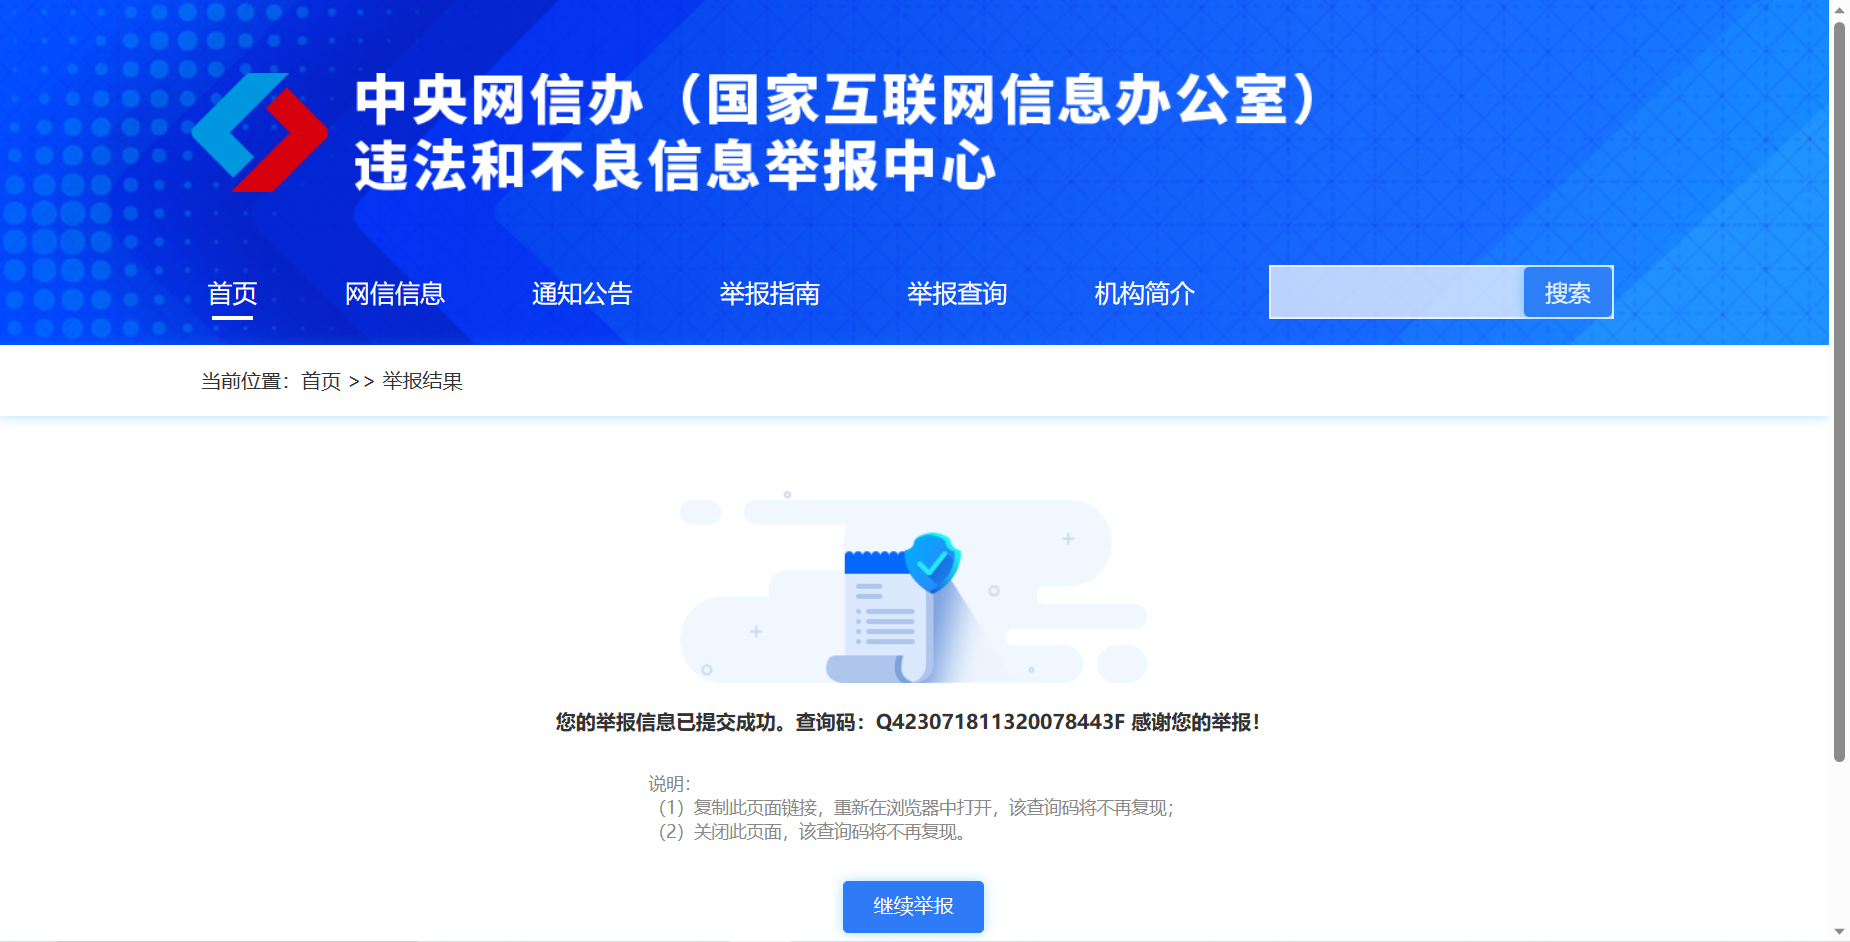 中央网信办（国家互联网信息办公室）
违法和不良信息举报中心
首页 网信信息 通知公告 举报指南 举报查询 机构简介 搜索
当前位置：首页 >> 举报结果
您的举报信息已提交成功。查询码：Q423071811320078443F 感谢您的举报！
说明：
（1）复制此页面链接，重新在浏览器中打开，该查询码将不再复现；
（2）关闭此页面，该查询码将不再复现。
继续举报